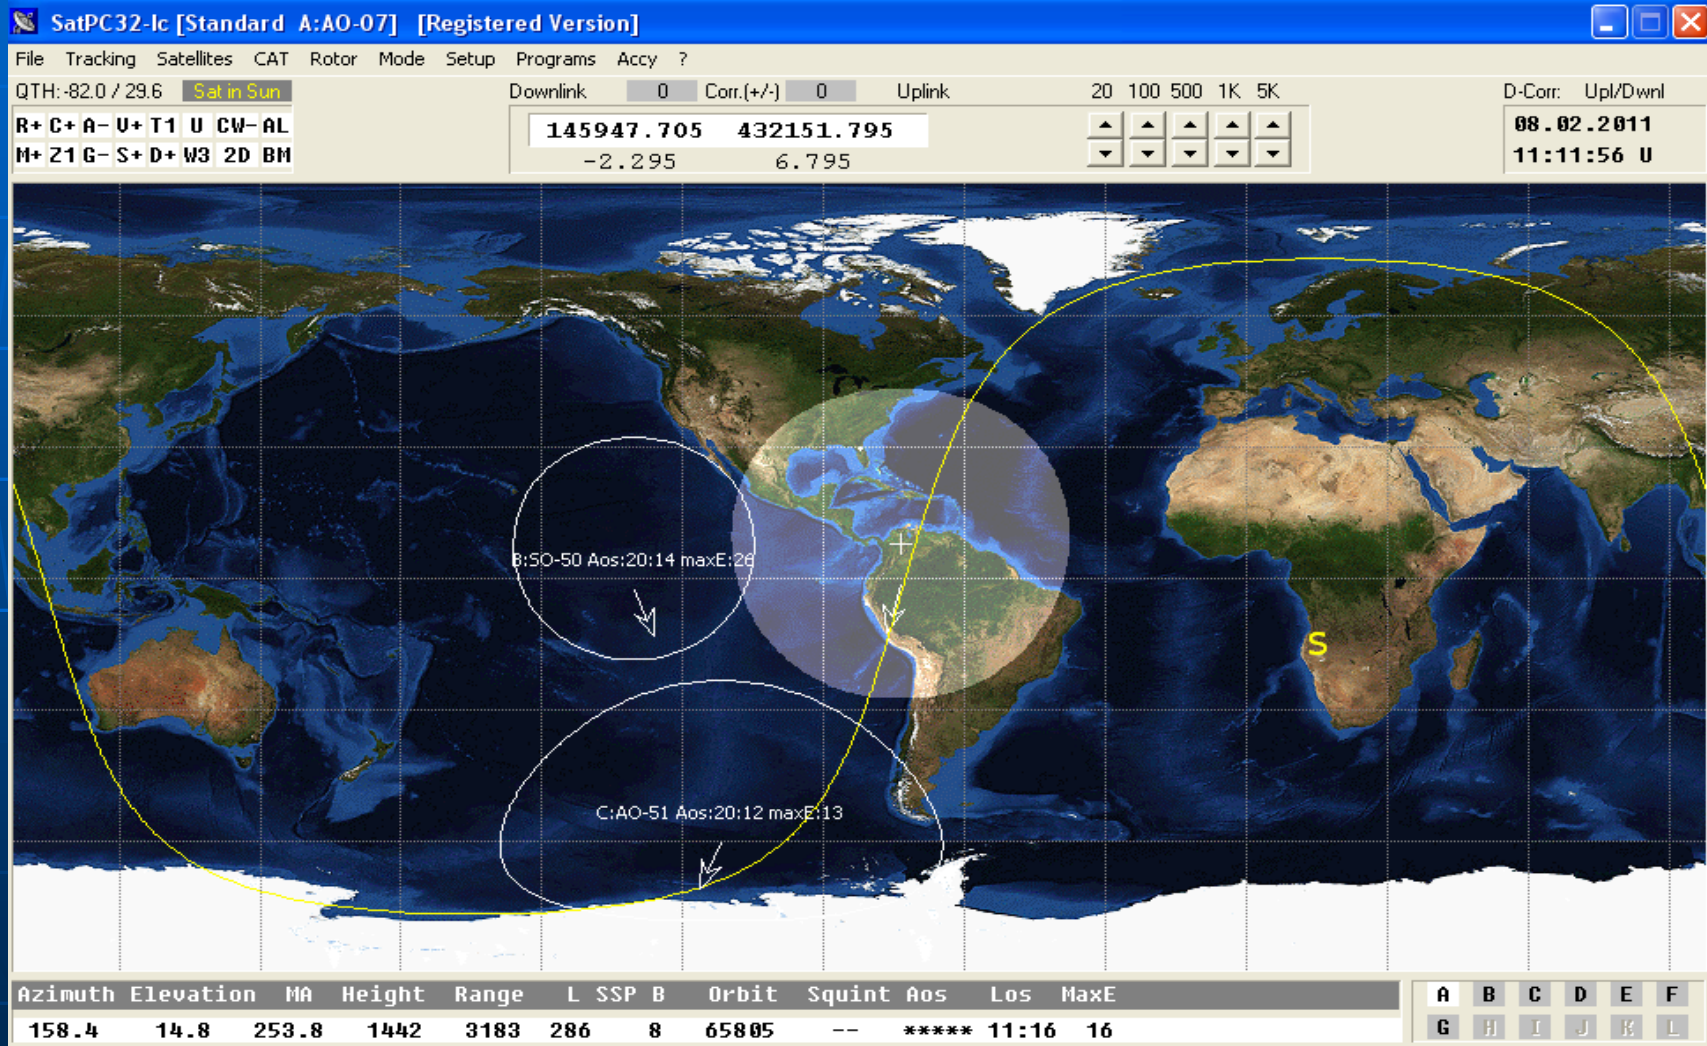 SatPC32-Ic [Standard A:AO-07] [Registered Version]
File Tracking Satellites CAT Rotor Mode Setup Programs Accy ?
QTH: -82.0 / 29.6 Sat in Sun Downlink 0 Corr.(+/-) 0 Uplink 20 100 500 1K 5K D-Corr: Upl/Dwnl
R+ C+ A- V+ T1 U CW- AL 145947.705 432151.795 08.02.2011
M+ Z1 G- S+ D+ W3 2D BM -2.295 6.795 11:11:56 U
B:SO-50 Aos:20:14 maxE:26
S
C:AO-51 Aos:20:12 maxE:13
Azimuth Elevation MA Height Range L SSP B Orbit Squint Aos Los MaxE A B C D E F
158.4 14.8 253.8 1442 3183 286 8 65805 -- ***** 11:16 16 G H I J K L